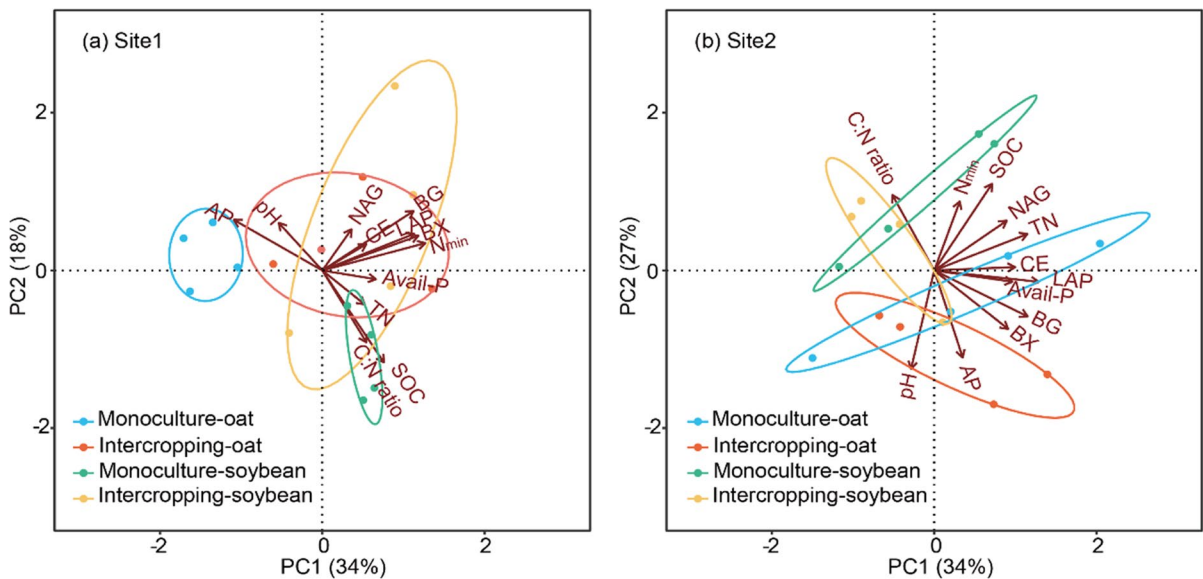 (a) Site1
PC2 (18%)
2
0
-2
AP
pH
NAG
CE
LAP
BG
BX
Nmin
Avail-P
TN
SOC
C:N ratio
Monoculture-oat
Intercropping-oat
Monoculture-soybean
Intercropping-soybean
-2
0
2
PC1 (34%)
(b) Site2
PC2 (27%)
2
0
-2
C:N ratio
Nmin
SOC
NAG
TN
CE
LAP
Avail-P
BG
BX
AP
pH
Monoculture-oat
Intercropping-oat
Monoculture-soybean
Intercropping-soybean
-2
0
2
PC1 (34%)